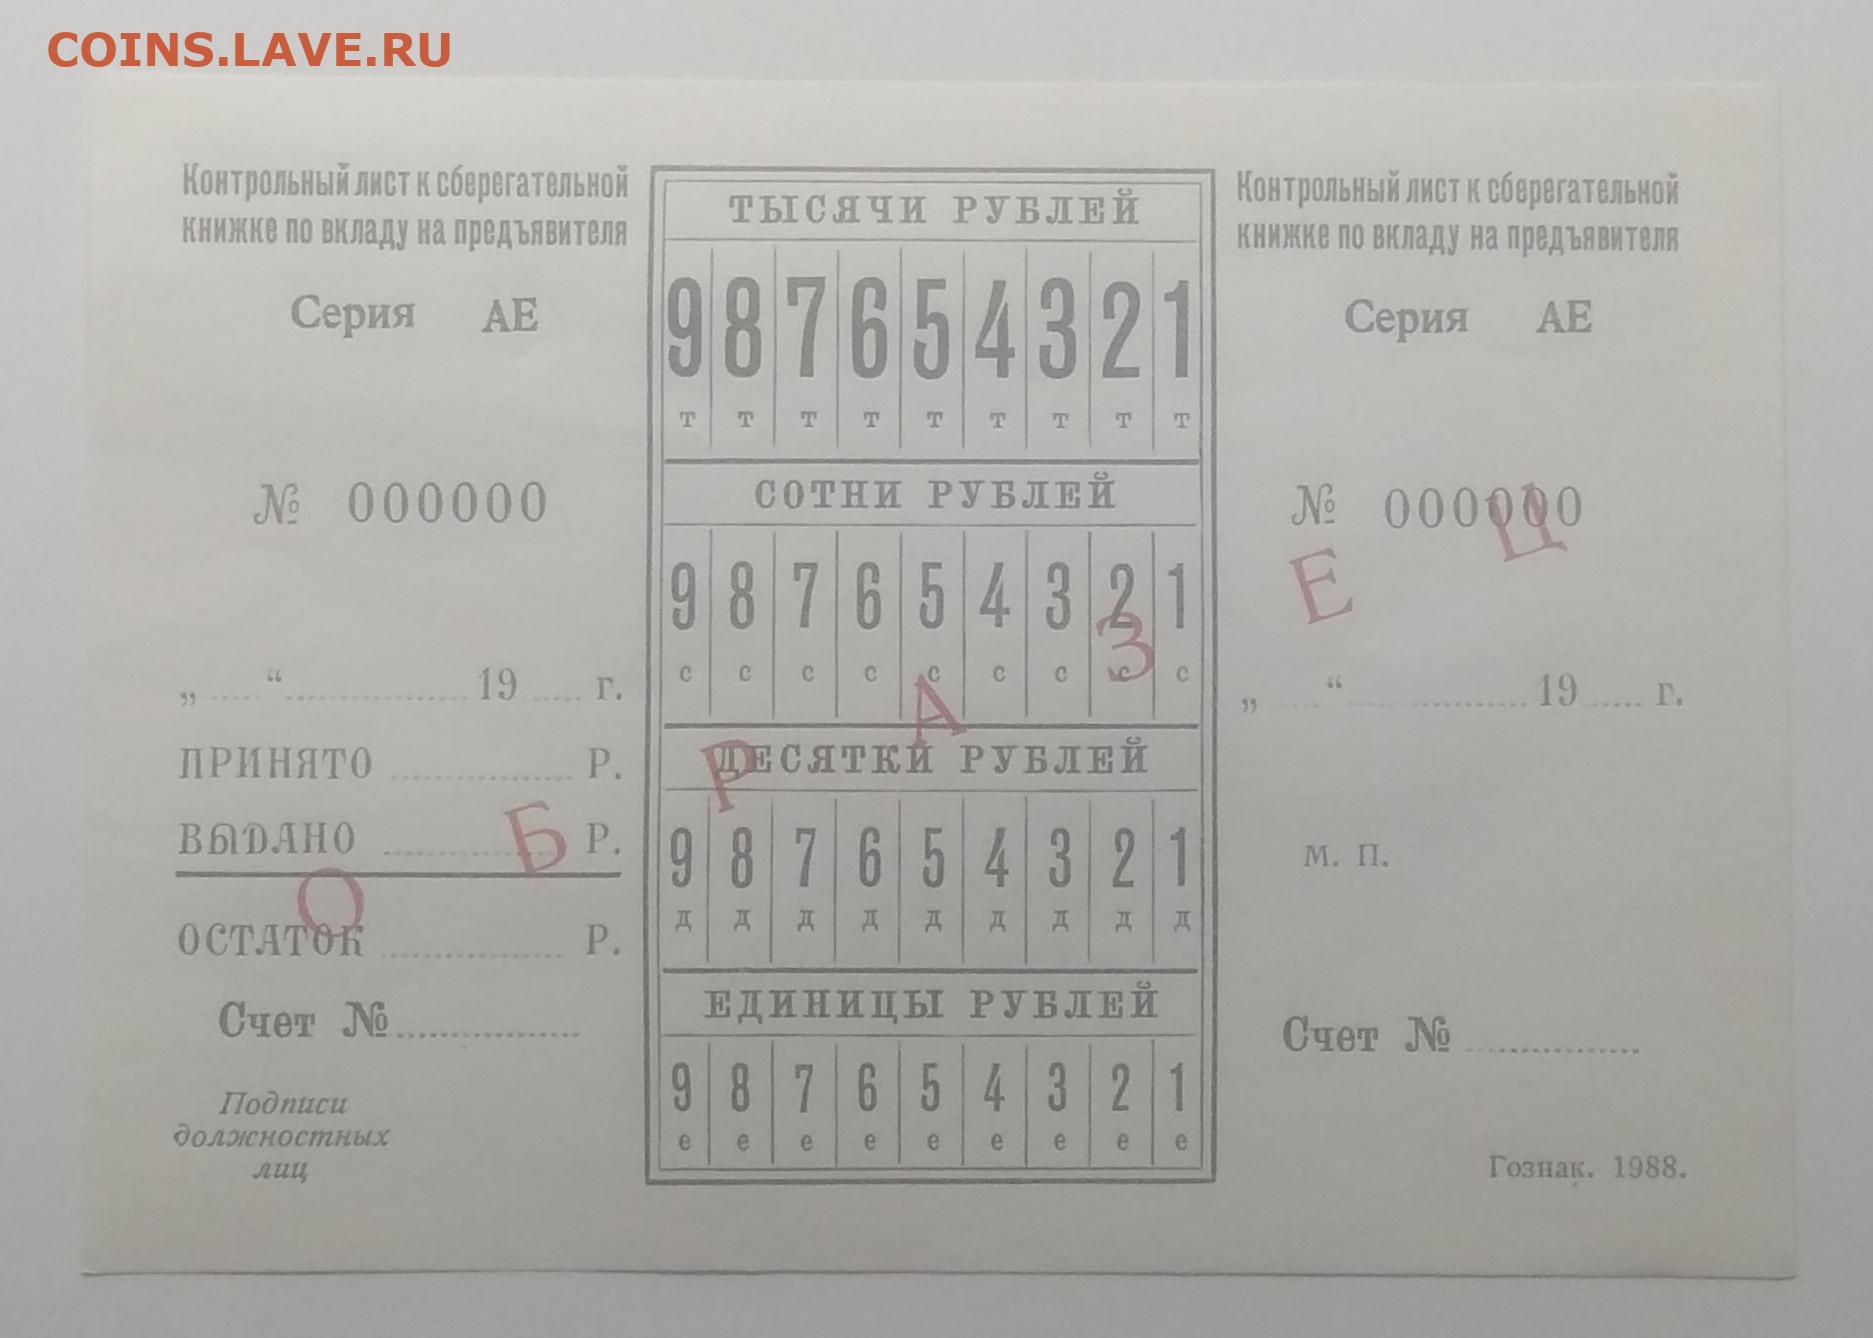 COINS.LAVE.RU
Контрольный лист к сберегательной
книжке по вкладу на предъявителя
Серия АЕ
№ 000000
„ ..... “ .................. 19 ...... г.
ПРИНЯТО ................ Р.
ВЫДАНО ................ Р.
ОСТАТОК ................ Р.
Счет № ................
Подписи
должностных
лиц
ТЫСЯЧИ РУБЛЕЙ
9 8 7 6 5 4 3 2 1
т т т т т т т т т
СОТНИ РУБЛЕЙ
9 8 7 6 5 4 3 2 1
с с с с с с с с с
ДЕСЯТКИ РУБЛЕЙ
9 8 7 6 5 4 3 2 1
д д д д д д д д д
ЕДИНИЦЫ РУБЛЕЙ
9 8 7 6 5 4 3 2 1
е е е е е е е е е
Контрольный лист к сберегательной
книжке по вкладу на предъявителя
Серия АЕ
№ 000000
„ ..... “ .................. 19 ...... г.
м. п.
Счет № ................
Гознак. 1988.
ОБРАЗЕЦ